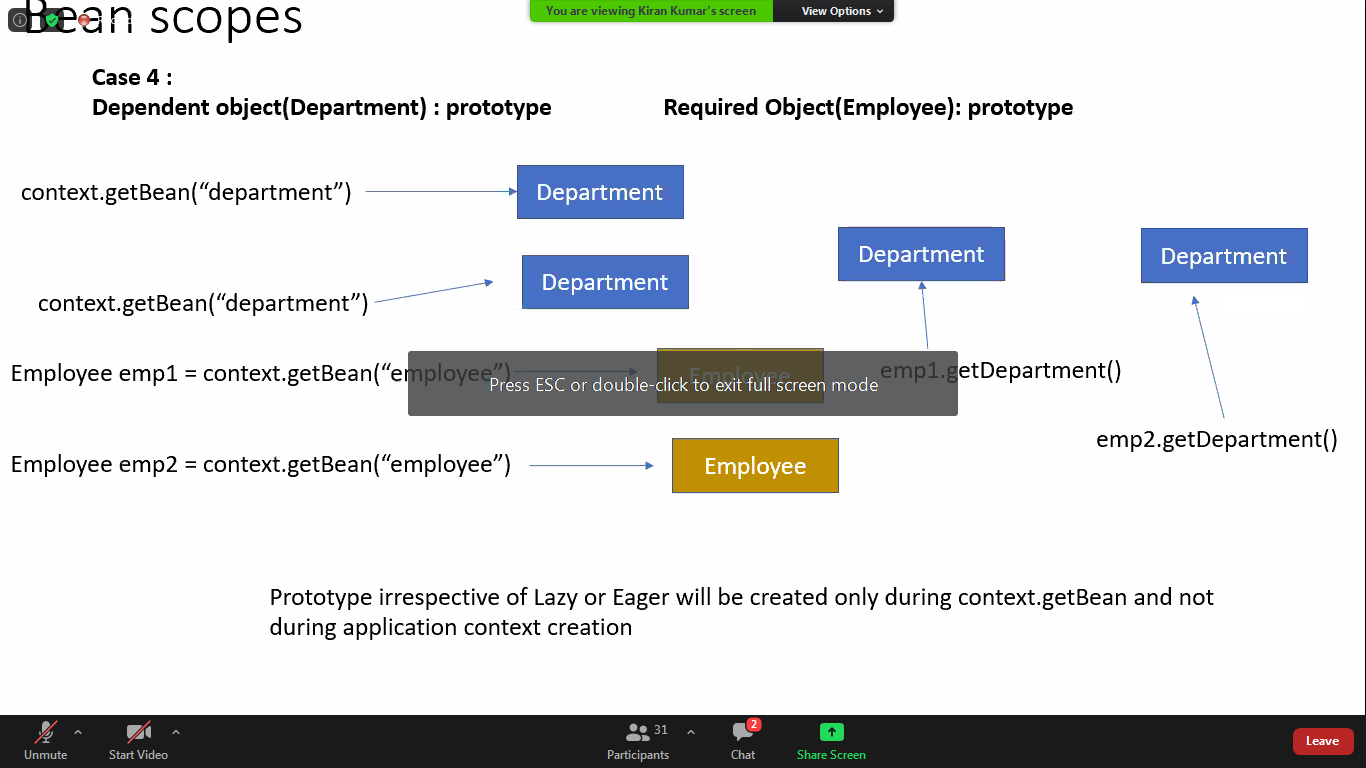 You are viewing Kiran Kumar's screen
View Options
Bean scopes
Case 4 :
Dependent object(Department) : prototype
Required Object(Employee): prototype
context.getBean(“department”)
Department
Department
Department
Department
context.getBean(“department”)
Employee emp1 = context.getBean(“employee”)
Employee
emp1.getDepartment()
Press ESC or double-click to exit full screen mode
emp2.getDepartment()
Employee emp2 = context.getBean(“employee”)
Employee
Prototype irrespective of Lazy or Eager will be created only during context.getBean and not
during application context creation
31
2
Unmute
Start Video
Participants
Chat
Share Screen
Leave